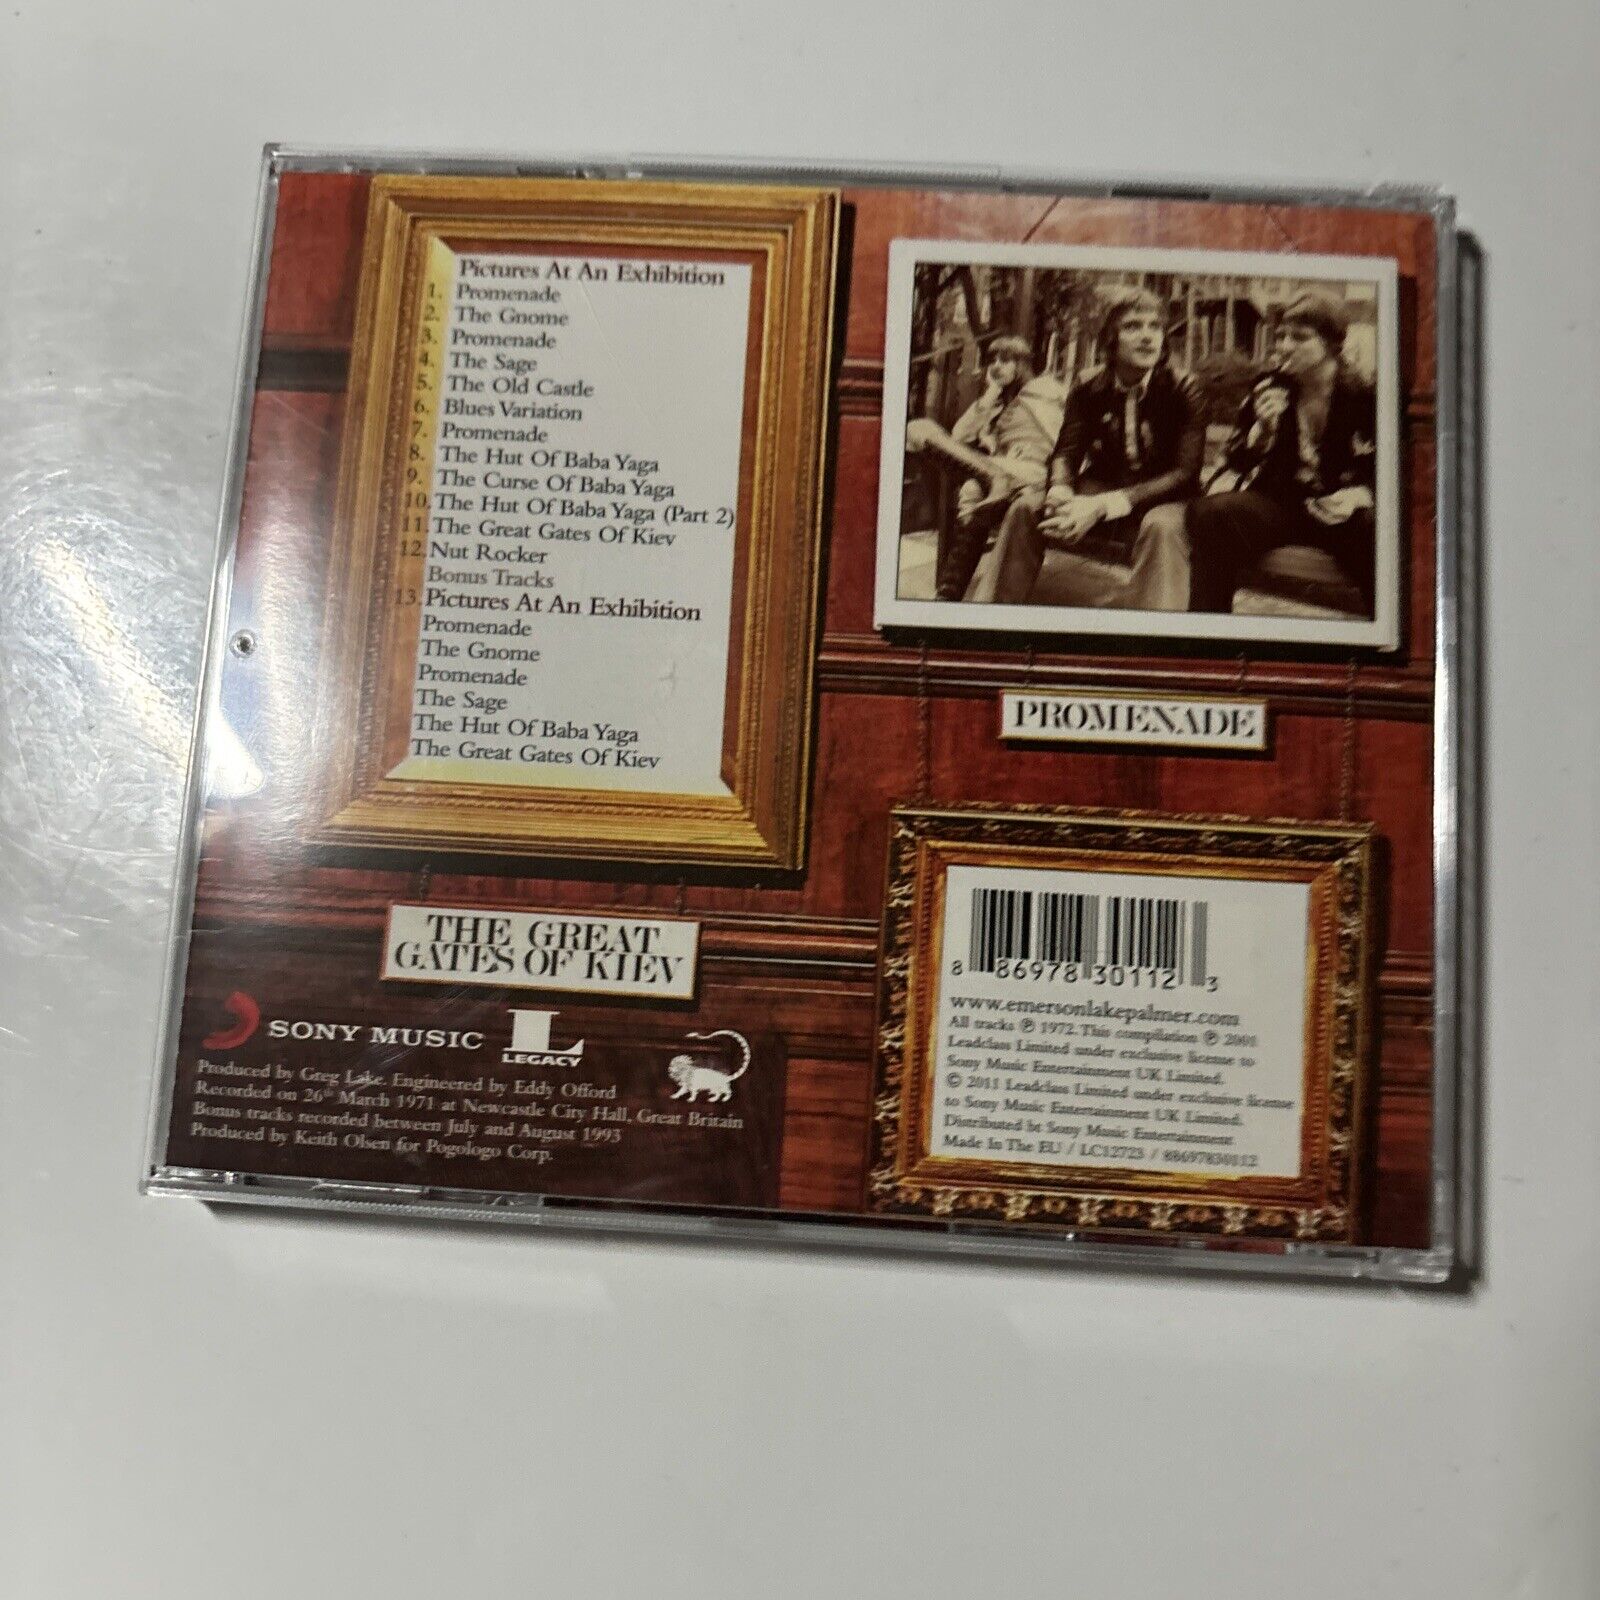 Pictures At An Exhibition
1. Promenade
2. The Gnome
3. Promenade
4. The Sage
5. The Old Castle
6. Blues Variation
7. Promenade
8. The Hut Of Baba Yaga
9. The Curse Of Baba Yaga
10. The Hut Of Baba Yaga (Part 2)
11. The Great Gates Of Kiev
12. Nut Rocker
Bonus Tracks
13. Pictures At An Exhibition
Promenade
The Gnome
Promenade
The Sage
The Hut Of Baba Yaga
The Great Gates Of Kiev
PROMENADE
THE GREAT
GATES OF KIEV
SONY MUSIC
L
LEGACY
Produced by Greg Lake. Engineered by Eddy Offord
Recorded on 26th March 1971 at Newcastle City Hall, Great Britain
Bonus tracks recorded between July and August 1993
Produced by Keith Olsen for Pogologo Corp.
8 86978 30112 3
www.emersonlakepalmer.com
All tracks ℗ 1972. This compilation ℗ 2001
Leadclass Limited under exclusive license to
Sony Music Entertainment UK Limited.
© 2011 Leadclass Limited under exclusive license
to Sony Music Entertainment UK Limited.
Distributed bt Sony Music Entertainment
Made In The EU / LC12723 / 88697830112